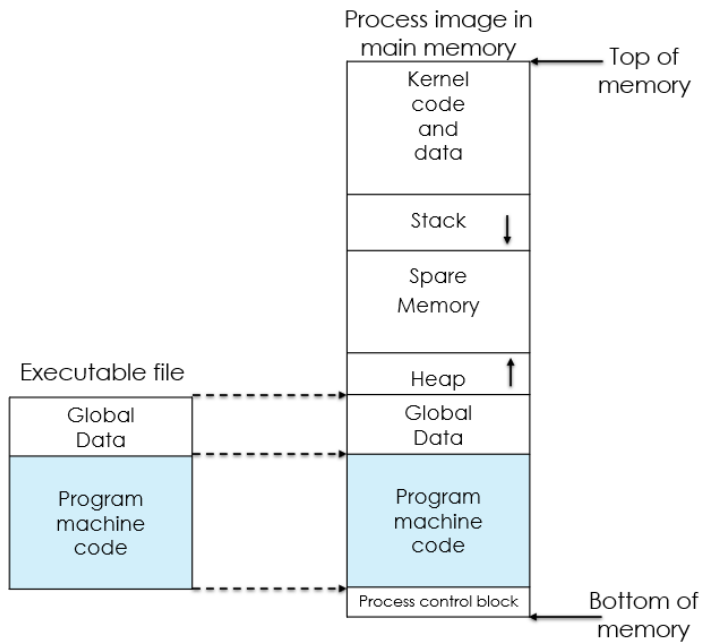 Process image in
main memory
Top of
memory
Kernel
code
and
data
Stack
Spare
Memory
Executable file
Heap
Global
Data
Global
Data
Program
machine
code
Program
machine
code
Process control block
Bottom of
memory